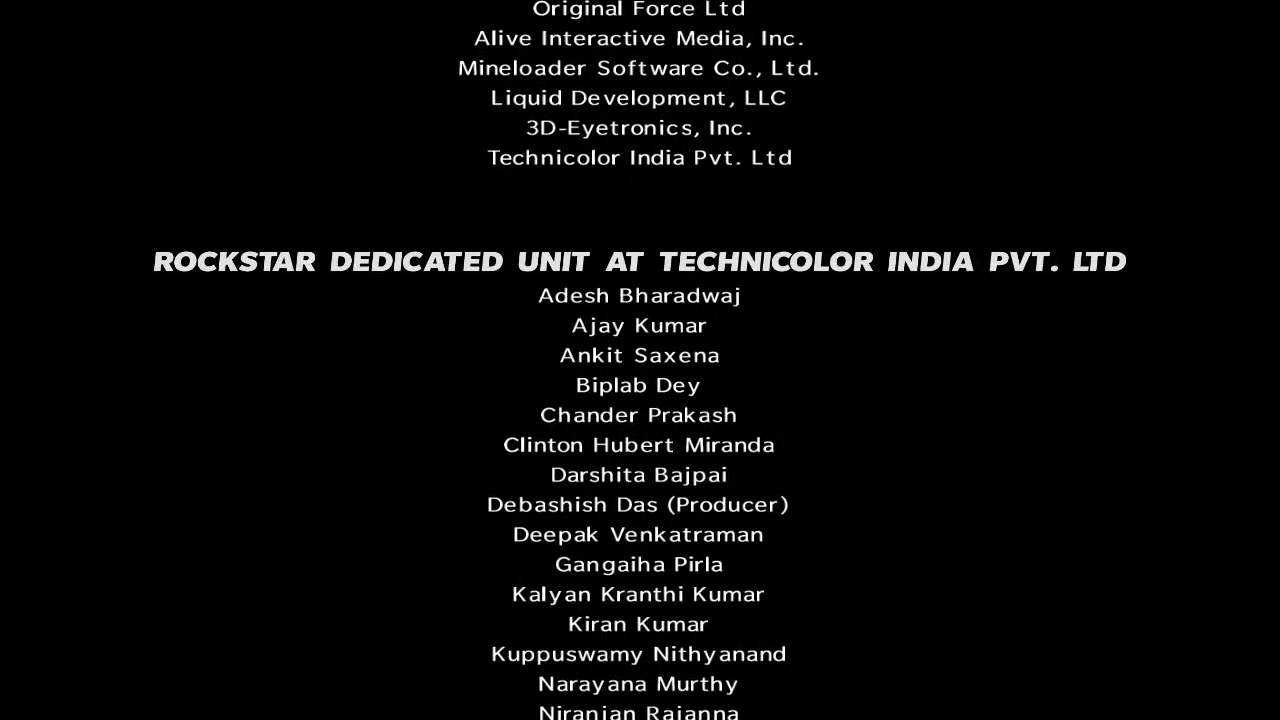 Original Force Ltd
Alive Interactive Media, Inc.
Mineloader Software Co., Ltd.
Liquid Development, LLC
3D-Eyetronics, Inc.
Technicolor India Pvt. Ltd
ROCKSTAR DEDICATED UNIT AT TECHNICOLOR INDIA PVT. LTD
Adesh Bharadwaj
Ajay Kumar
Ankit Saxena
Biplab Dey
Chander Prakash
Clinton Hubert Miranda
Darshita Bajpai
Debashish Das (Producer)
Deepak Venkatraman
Gangaiha Pirla
Kalyan Kranthi Kumar
Kiran Kumar
Kuppuswamy Nithyanand
Narayana Murthy
Niranjan Rajanna